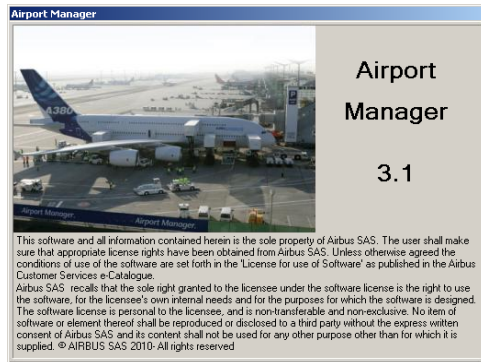 Airport Manager
A380
Airport
Manager
3.1
Airport Manager,
Airport Manager,
This software and all information contained herein is the sole property of Airbus SAS. The user shall make
sure that appropriate license rights have been obtained from Airbus SAS. Unless otherwise agreed the
conditions of use of the software are set forth in the 'License for use of Software' as published in the Airbus
Customer Services e-Catalogue.
Airbus SAS recalls that the sole right granted to the licensee under the software license is the right to use
the software, for the licensee's own internal needs and for the purposes for which the software is designed.
The software license is personal to the licensee, and is non-transferable and non-exclusive. No item of
software or element thereof shall be reproduced or disclosed to a third party without the express written
consent of Airbus SAS and its content shall not be used for any other purpose other than for which it is
supplied. © AIRBUS SAS 2010- All rights reserved